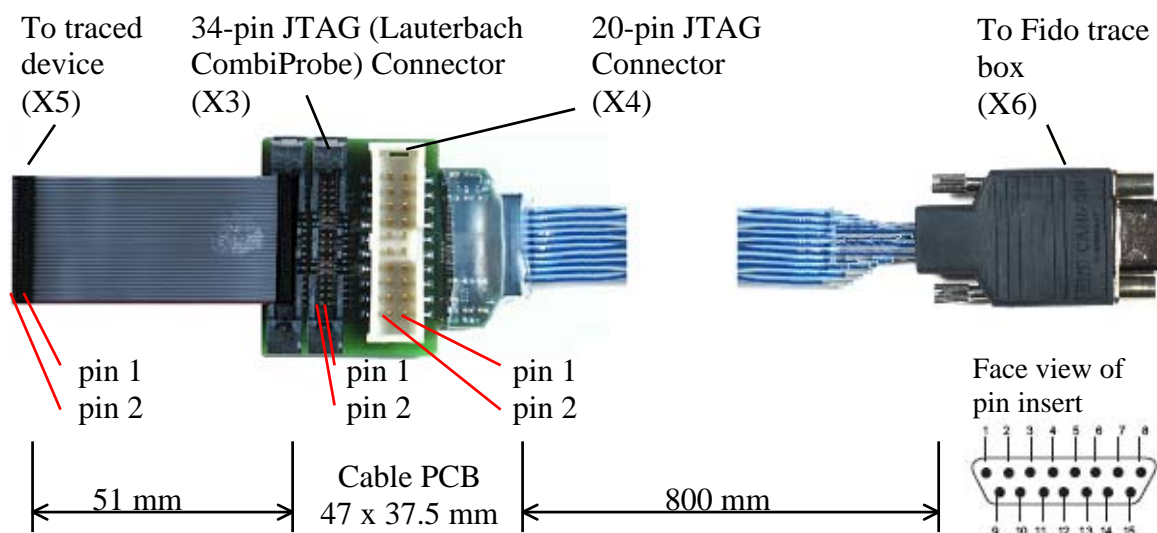 To traced
device
(X5)
34-pin JTAG (Lauterbach
CombiProbe) Connector
(X3)
20-pin JTAG
Connector
(X4)
To Fido trace
box
(X6)
pin 1
pin 2
pin 1
pin 2
pin 1
pin 2
Face view of
pin insert
1 2 3 4 5 6 7 8
9 10 11 12 13 14 15
51 mm
Cable PCB
47 x 37.5 mm
800 mm